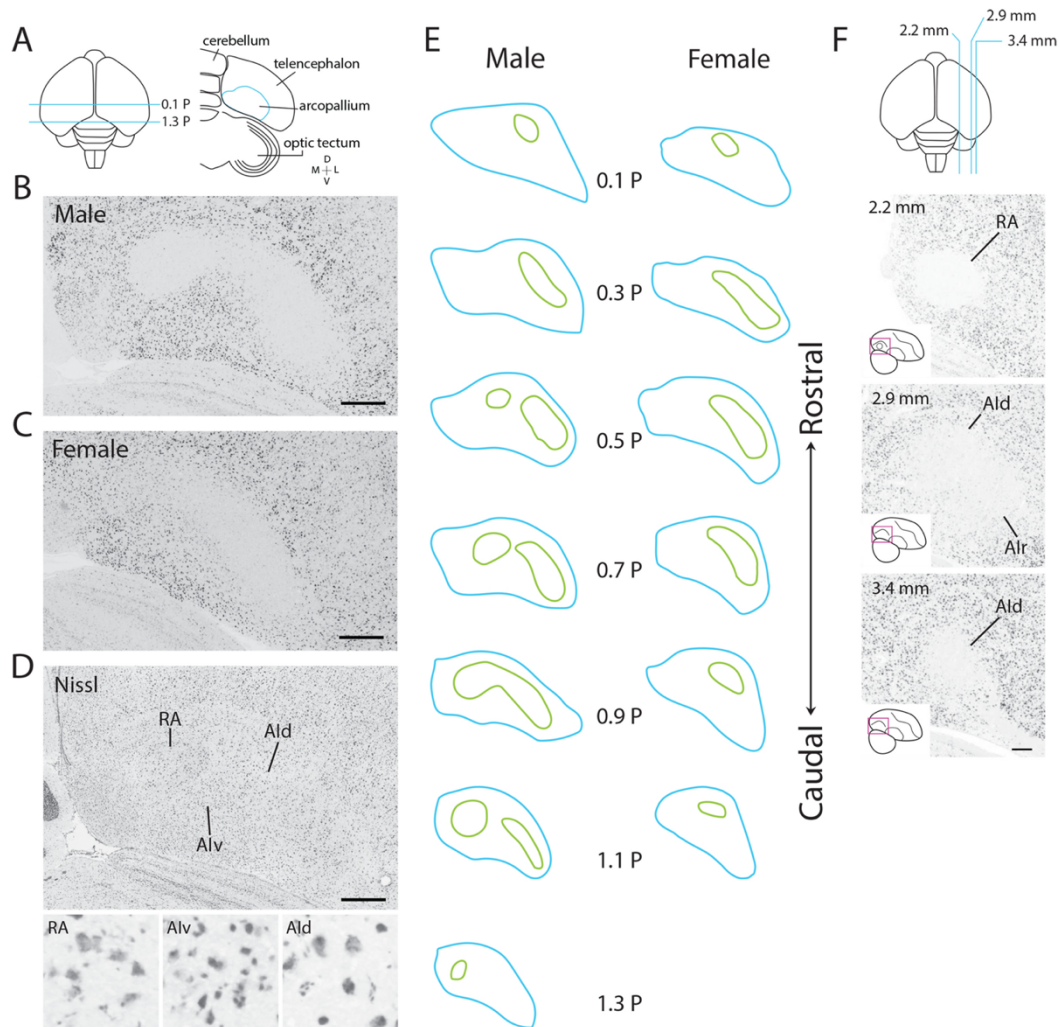 A
cerebellum
telencephalon
0.1 P
arcopallium
1.3 P
optic tectum
D
M L
V
B
Male
C
Female
D
Nissl
RA
AId
AIv
RA
AIv
AId
E
Male
Female
0.1 P
0.3 P
0.5 P
0.7 P
0.9 P
1.1 P
1.3 P
Rostral
Caudal
F
2.9 mm
2.2 mm
3.4 mm
2.2 mm
RA
2.9 mm
AId
AIr
3.4 mm
AId